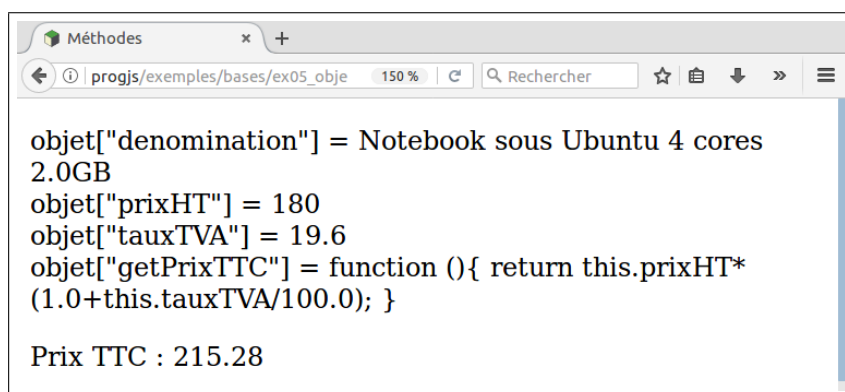 Méthodes
progjs/exemples/bases/ex05_obje 150 % Rechercher
objet["denomination"] = Notebook sous Ubuntu 4 cores
2.0GB
objet["prixHT"] = 180
objet["tauxTVA"] = 19.6
objet["getPrixTTC"] = function (){ return this.prixHT*
(1.0+this.tauxTVA/100.0); }
Prix TTC : 215.28